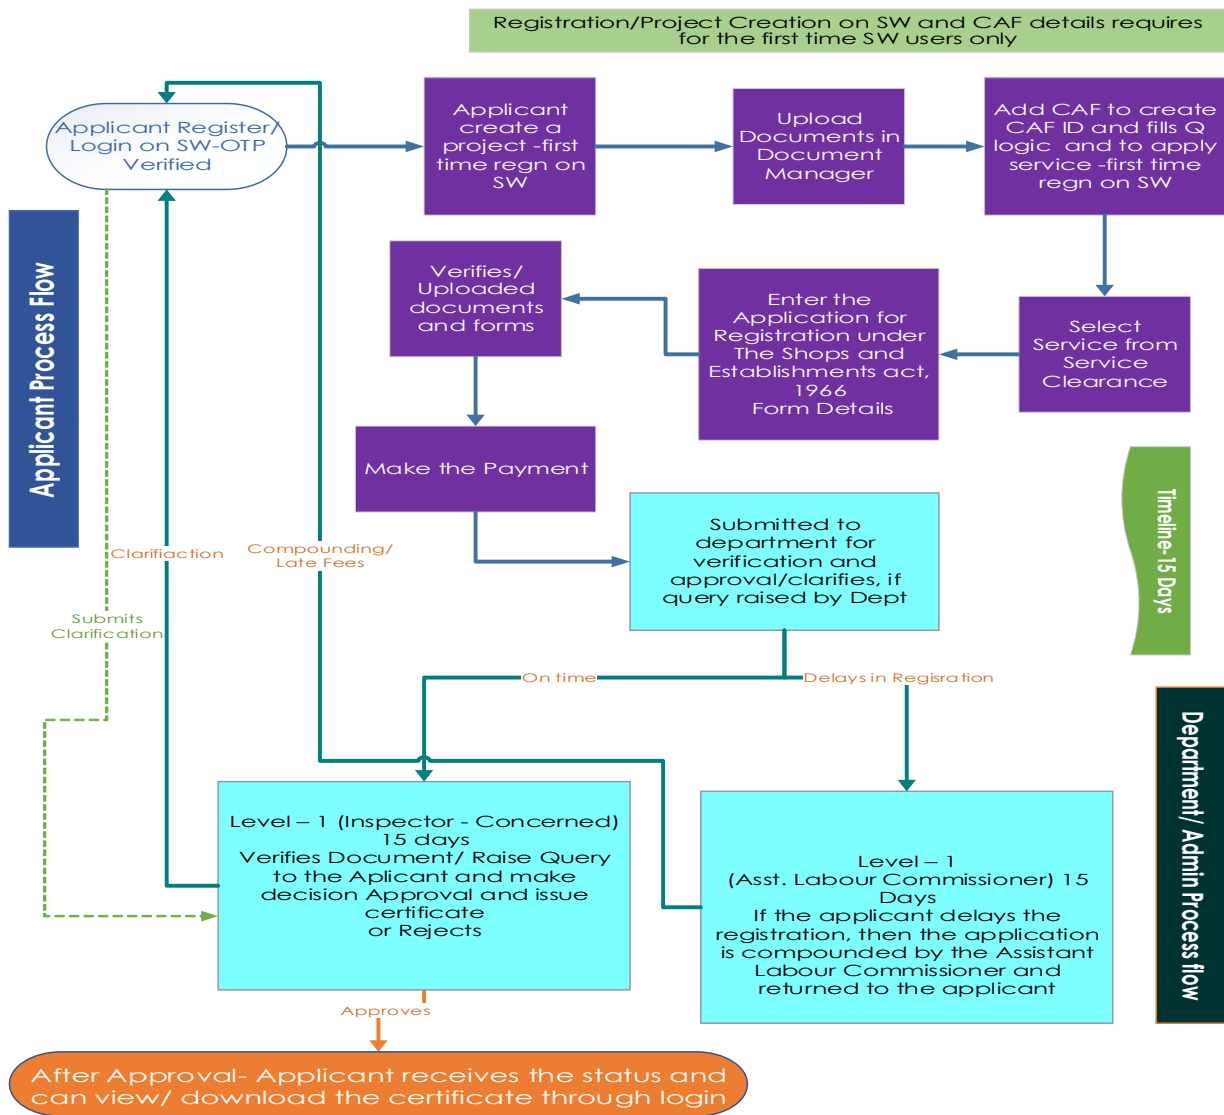 Registration/Project Creation on SW and CAF details requires
for the first time SW users only
Applicant Register/
Login on SW-OTP
Verified
Applicant
create a
project -first
time regn on
SW
Upload
Documents in
Document
Manager
Add CAF to create
CAF ID and fills Q
logic and to apply
service -first time
regn on SW
Applicant Process Flow
Verifies/
Uploaded
documents
and forms
Enter the
Application for
Registration under
The Shops and
Establishments act,
1966
Form Details
Select
Service from
Service
Clearance
Make the Payment
Timeline-15 Days
Submitted to
department for
verification and
approval/clarifies, if
query raised by Dept
Clarifiaction
Compounding/
Late Fees
Submits
Clarification
On time
Delays in Regisration
Department/ Admin Process flow
Level – 1 (Inspector - Concerned)
15 days
Verifies Document/ Raise Query
to the Aplicant and make
decision Approval and issue
certificate
or Rejects
Level – 1
(Asst. Labour Commissioner) 15
Days
If the applicant delays the
registration, then the application
is compounded by the Assistant
Labour Commissioner and
returned to the applicant
Approves
After Approval- Applicant receives the status and
can view/ download the certificate through login